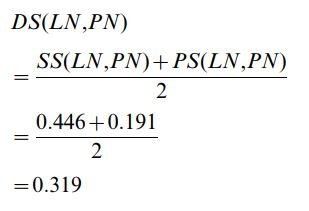 DS(LN,PN)
= SS(LN,PN)+PS(LN,PN)
2
= 0.446+0.191
2
=0.319